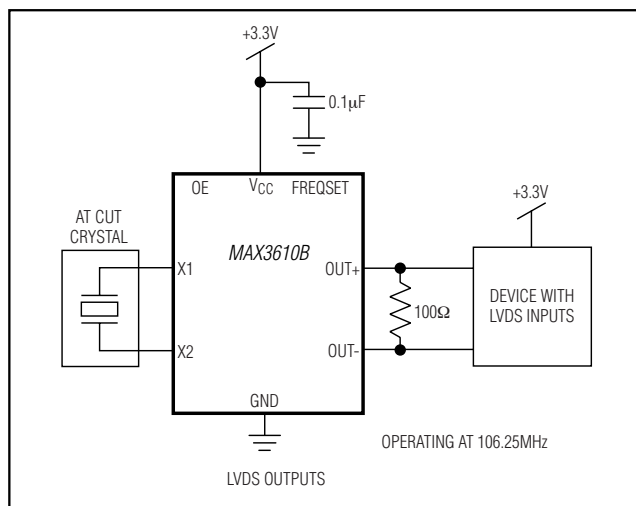 +3.3V
0.1μF
OE
VCC
FREQSET
+3.3V
AT CUT
CRYSTAL
MAX3610B
X1
OUT+
DEVICE WITH
LVDS INPUTS
100Ω
X2
OUT-
GND
OPERATING AT 106.25MHz
LVDS OUTPUTS